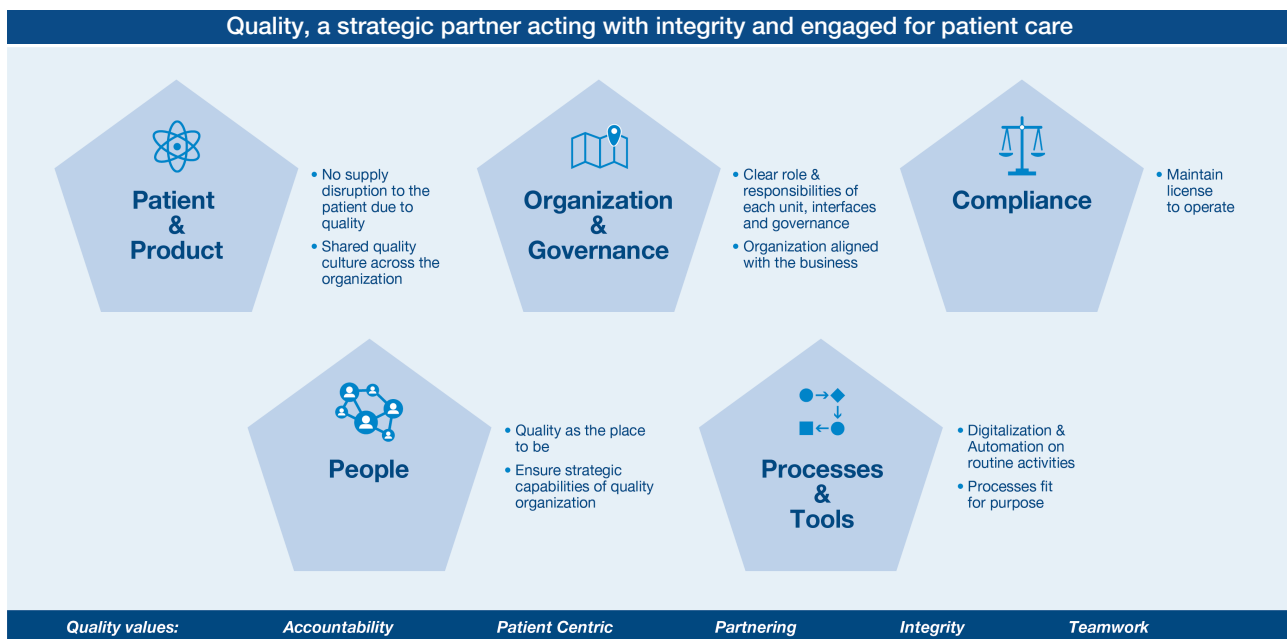 Quality, a strategic partner acting with integrity and engaged for patient care
Patient
&
Product
• No supply
disruption to the
patient due to
quality
• Shared quality
culture across the
organization
Organization
&
Governance
• Clear role &
responsibilities of
each unit, interfaces
and governance
• Organization aligned
with the business
Compliance
• Maintain
license
to operate
People
• Quality as the place
to be
• Ensure strategic
capabilities of quality
organization
Processes
&
Tools
• Digitalization &
Automation on
routine activities
• Processes fit
for purpose
Quality values: Accountability Patient Centric Partnering Integrity Teamwork